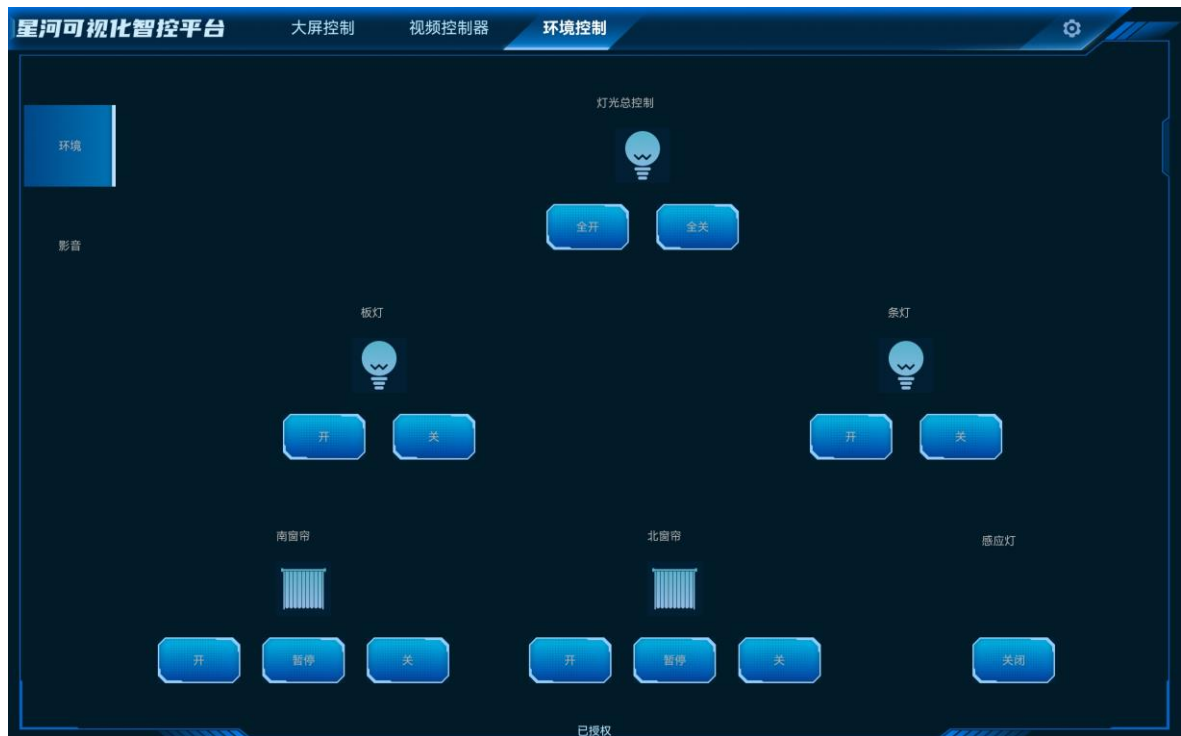 星河可视化智控平台 大屏控制 视频控制器 环境控制
灯光总控制
环境
全开 全关
影音
板灯 条灯
开 关 开 关
南窗帘 北窗帘 感应灯
开 暂停 关 开 暂停 关 关闭
已授权